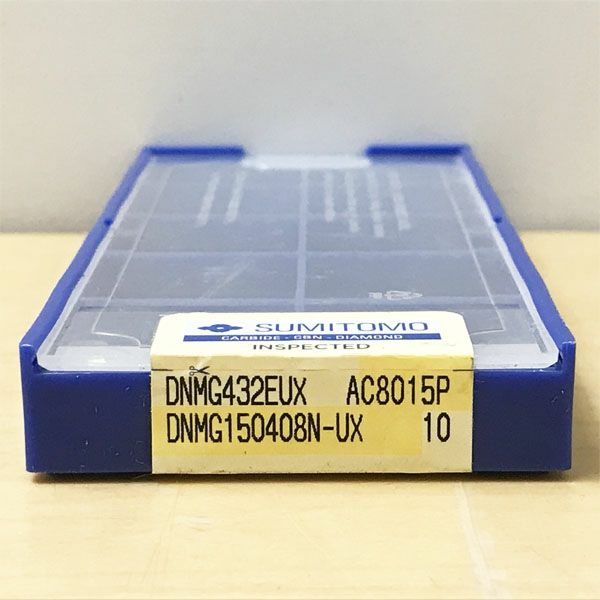 SUMITOMO
CARBIDE - CBN - DIAMOND
INSPECTED
DNMG432EUX AC8015P
DNMG150408N-UX 10